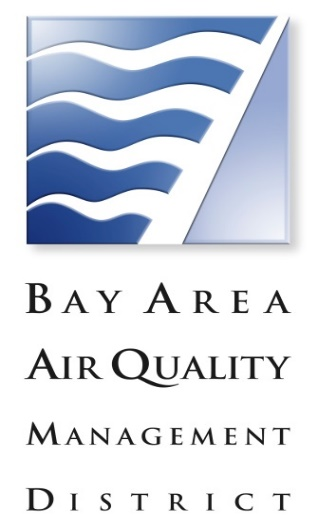 BAY AREA
AIR QUALITY
MANAGEMENT
DISTRICT